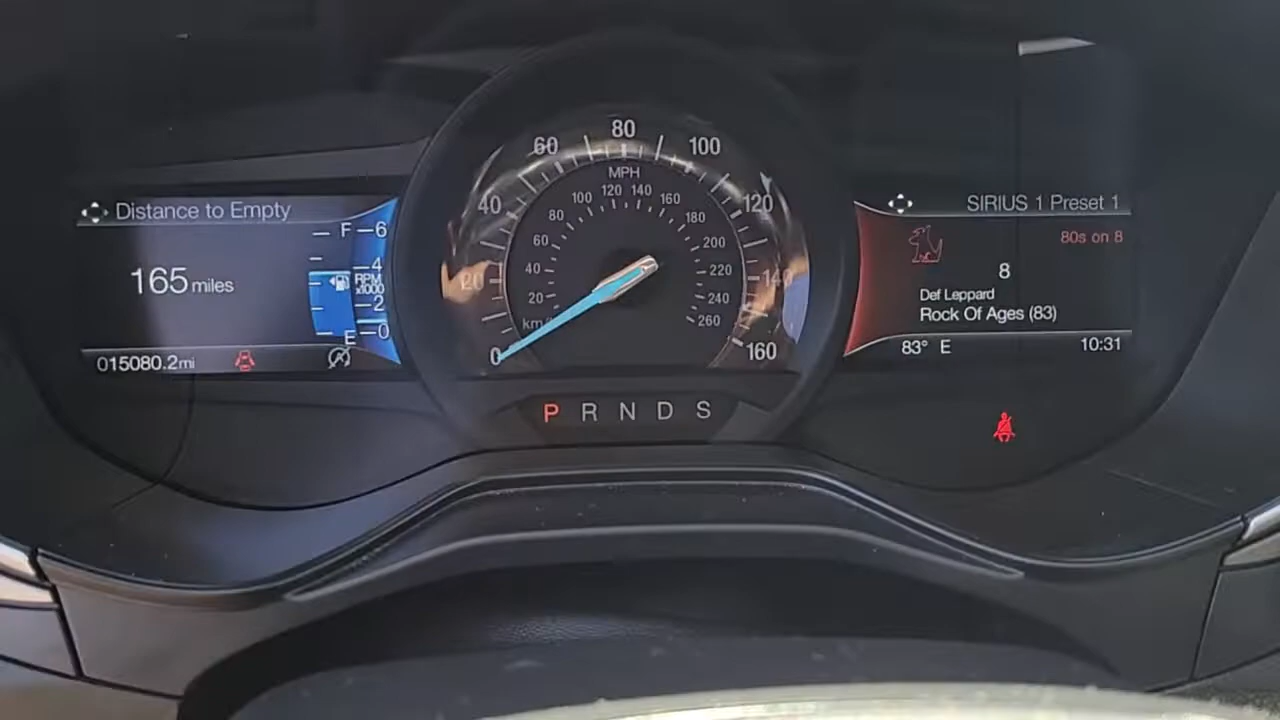 Distance to Empty
165 miles
F
6
4
RPM
x1000
2
E
0
015080.2mi
80
60
100
MPH
40
120
20
140
0
160
100
120
140
160
80
180
60
200
40
220
20
240
km/h
260
P R N D S
SIRIUS 1 Preset 1
80s on 8
8
Def Leppard
Rock Of Ages (83)
83° E
10:31